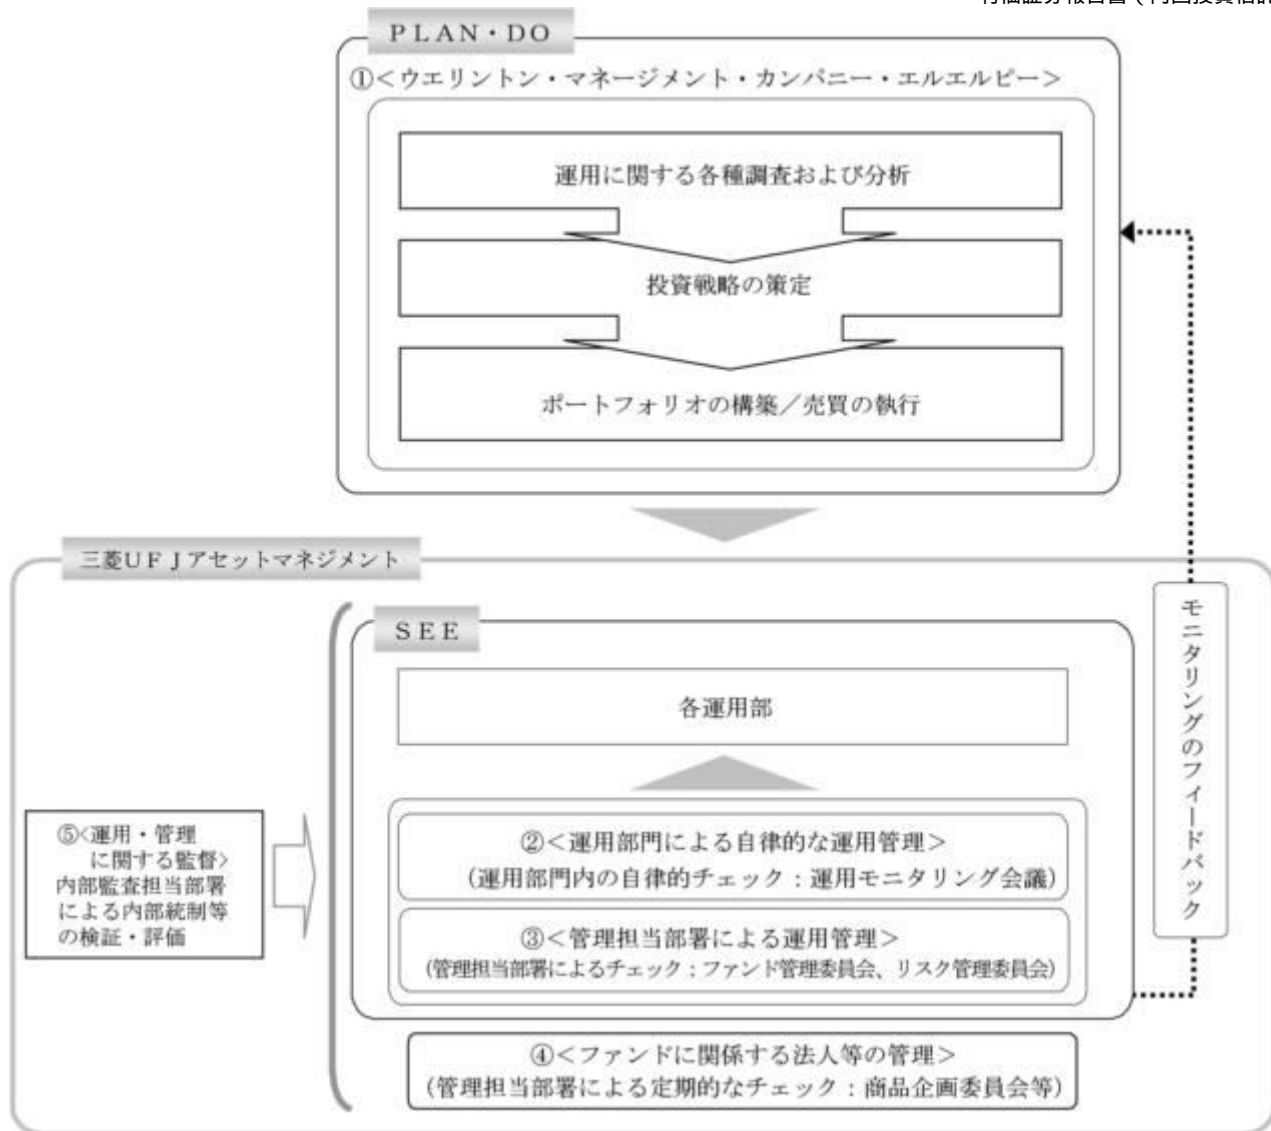 PLAN・DO
①＜ウエリントン・マネージメント・カンパニー・エルエルピー＞
運用に関する各種調査および分析
投資戦略の策定
ポートフォリオの構築／売買の執行
三菱UFJアセットマネジメント
SEE
各運用部
②＜運用部門による自律的な運用管理＞
(運用部門内の自律的チェック：運用モニタリング会議)
③＜管理担当部署による運用管理＞
(管理担当部署によるチェック：ファンド管理委員会、リスク管理委員会)
④＜ファンドに関係する法人等の管理＞
(管理担当部署による定期的なチェック：商品企画委員会等)
⑤＜運用・管理
に関する監督＞
内部監査担当部署
による内部統制等
の検証・評価
モニタリングのフィードバック